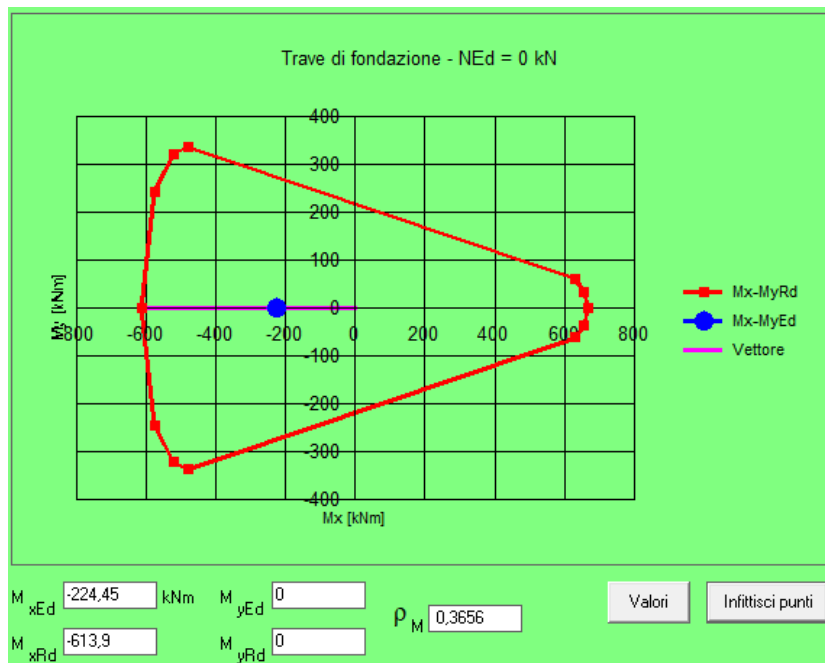 Trave di fondazione - NEd = 0 kN
400
300
200
100
0
-100
-200
-300
-400
-800 -600 -400 -200 0 200 400 600 800
My [kNm]
Mx [kNm]
Mx-MyRd
Mx-MyEd
Vettore
M xEd -224,45 kNm M yEd 0
ρ M 0,3656
Valori Infittisci punti
M xRd -613,9 M yRd 0